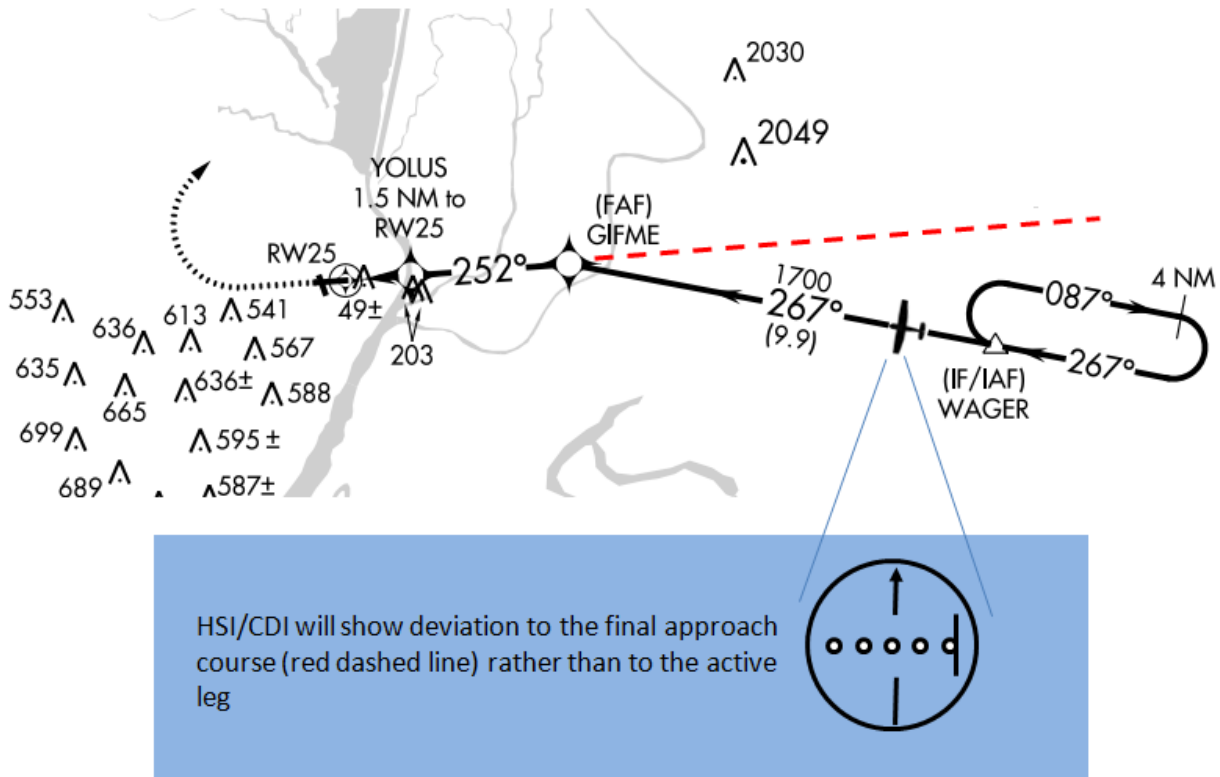 2030
2049
YOLUS
1.5 NM to
RW25
(FAF)
GIFME
RW25
252°
1700
267°
(9.9)
087°
4 NM
267°
(IF/IAF)
WAGER
49±
203
553
541
613
636
567
635
665
636±
588
699
595 ±
689
587±
HSI/CDI will show deviation to the final approach
course (red dashed line) rather than to the active
leg